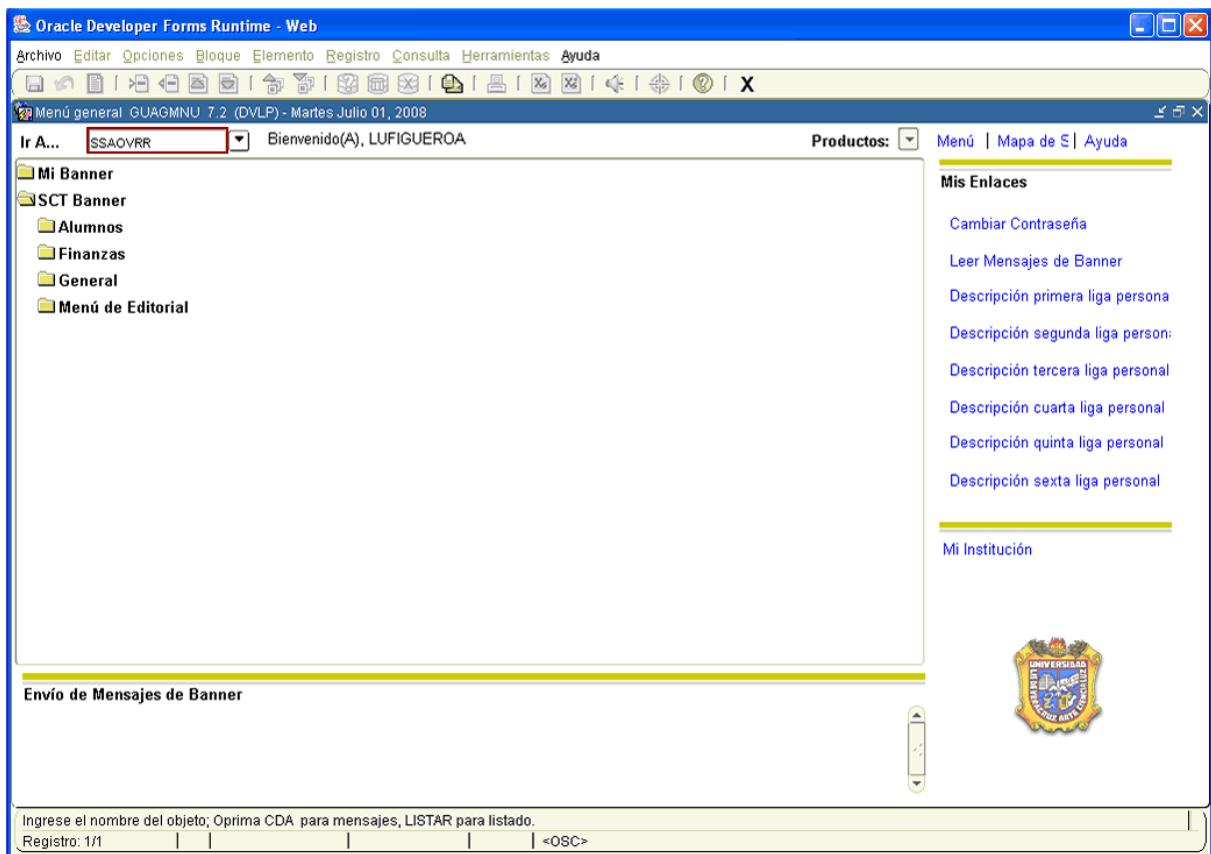 Oracle Developer Forms Runtime - Web
Archivo Editar Opciones Bloque Elemento Registro Consulta Herramientas Ayuda
X
Menú general GUAGMNU 7.2 (DVLP) - Martes Julio 01, 2008
Ir A... SSAOVRR Bienvenido(A), LUFIGUEROA Productos: Menú | Mapa de S | Ayuda
Mi Banner
SCT Banner
Alumnos
Finanzas
General
Menú de Editorial
Mis Enlaces
Cambiar Contraseña
Leer Mensajes de Banner
Descripción primera liga persona
Descripción segunda liga person
Descripción tercera liga personal
Descripción cuarta liga personal
Descripción quinta liga personal
Descripción sexta liga personal
Mi Institución
UNIVERSIDAD
Envío de Mensajes de Banner
Ingrese el nombre del objeto; Oprima CDA para mensajes, LISTAR para listado.
Registro: 1/1 <OSC>